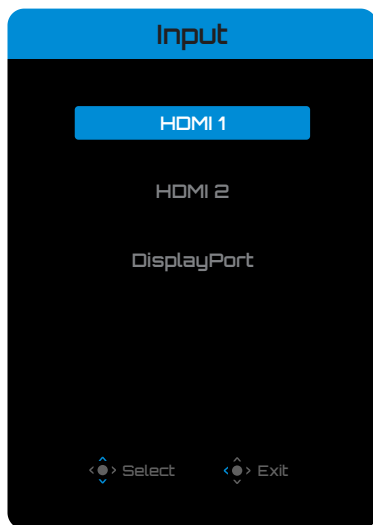 Input
HDMI 1
HDMI 2
DisplayPort
Select Exit